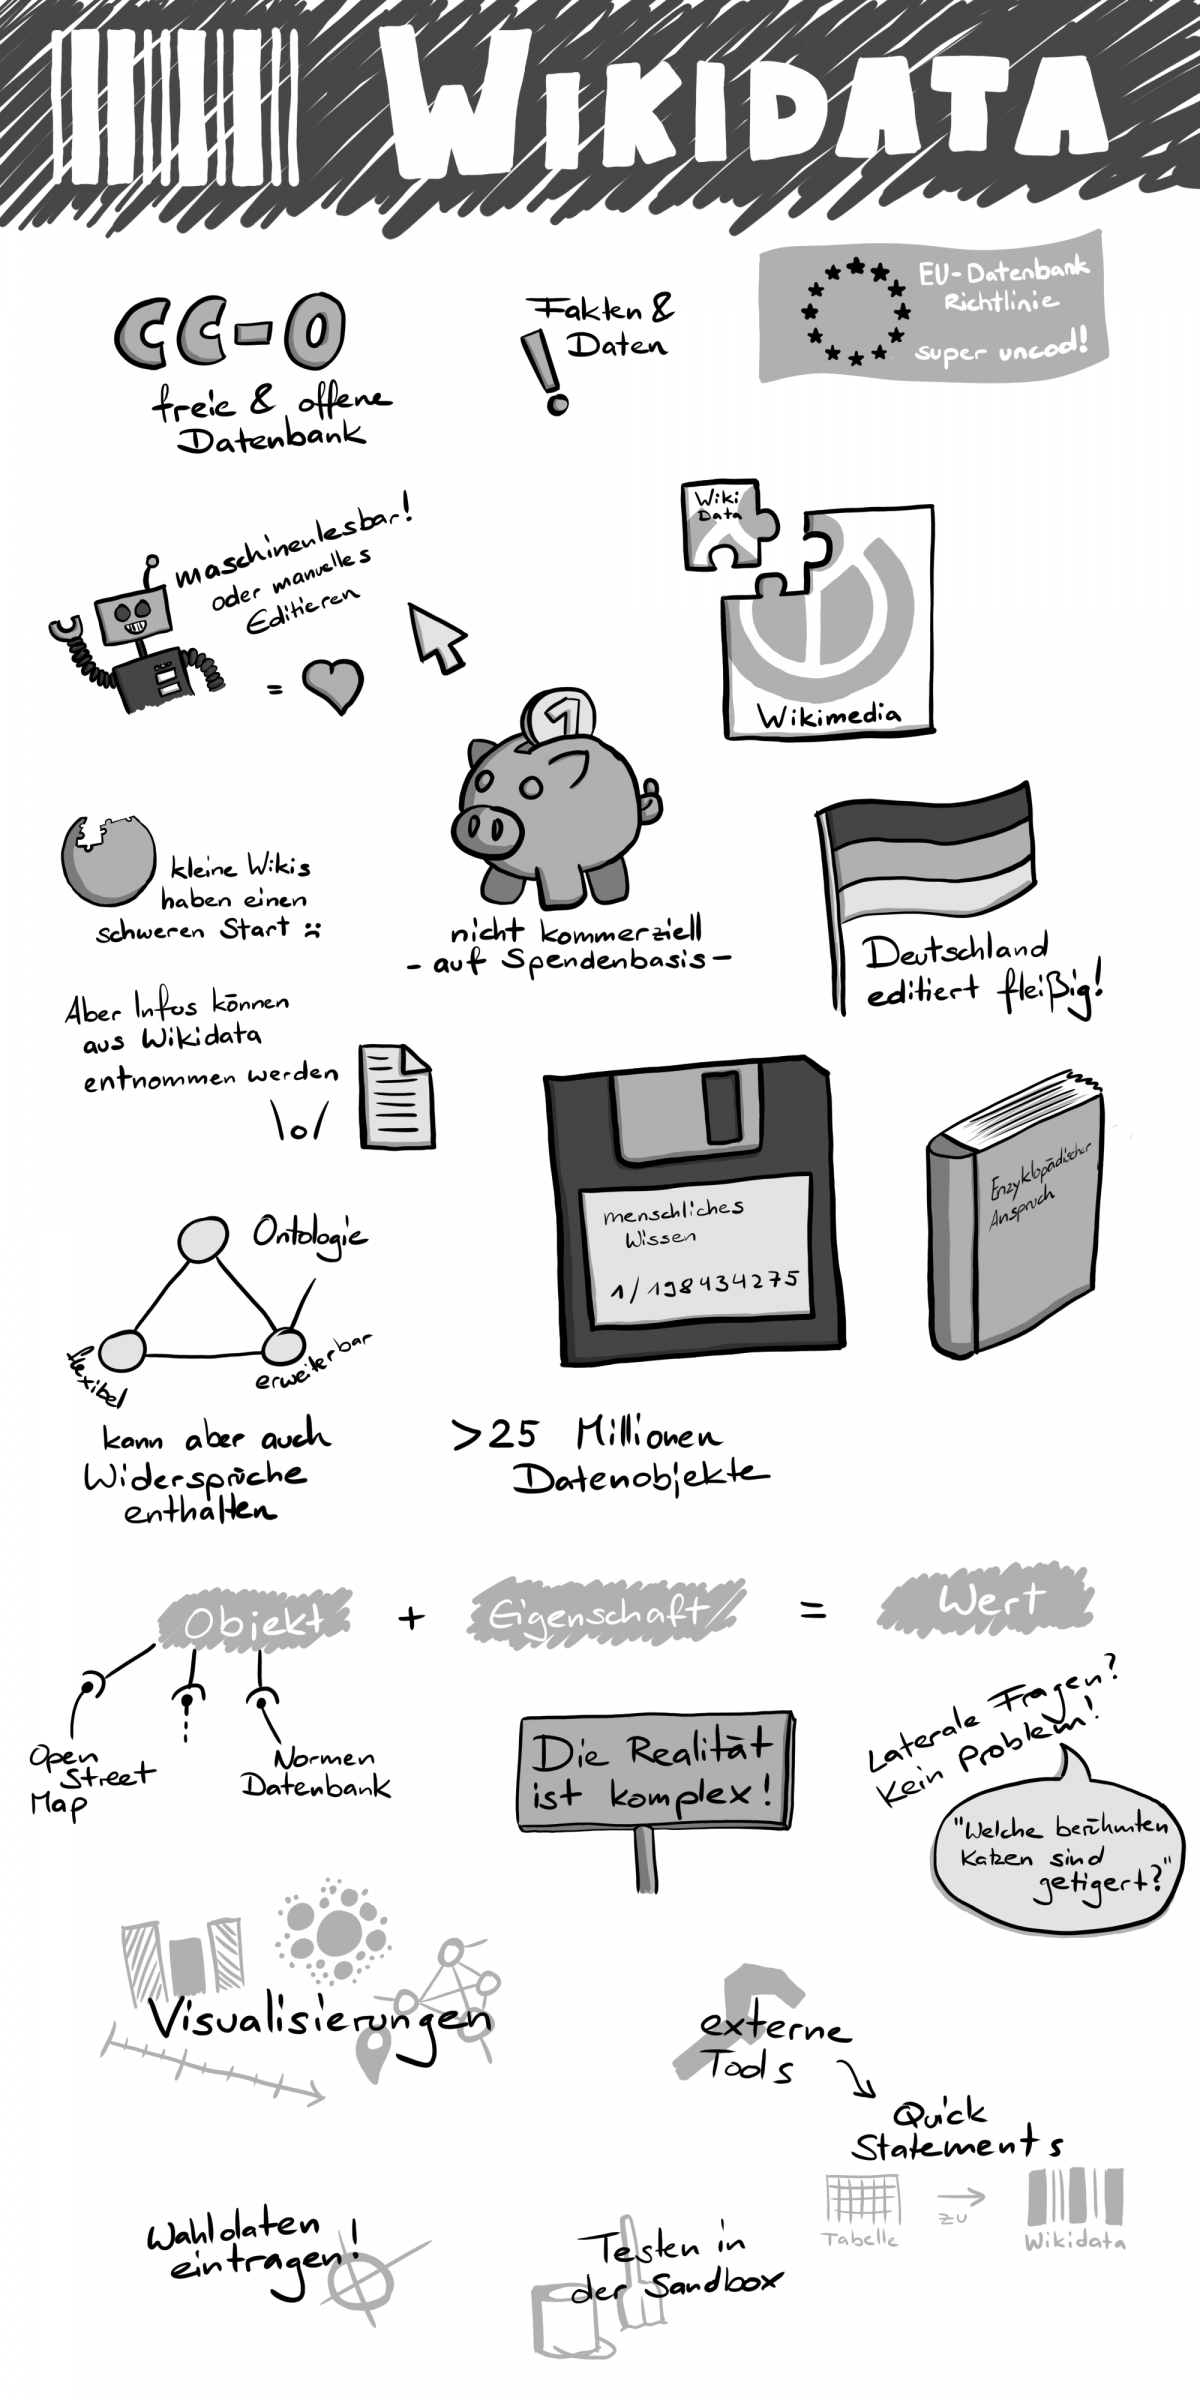 WIKIDATA
CC-0
freie & offene
Datenbank
Fakten &
Daten
EU-Datenbank
Richtlinie
super uncool!
maschinenlesbar!
oder manuelles
Editieren
=
Wiki
Data
Wikimedia
1
kleine Wikis
haben einen
schweren Start :(
nicht kommerziell
- auf Spendenbasis -
Deutschland
editiert fleißig!
Aber Infos können
aus Wikidata
entnommen werden
\o/
menschliches
Wissen
1/198434275
Enzyklopädischer
Anspruch
Ontologie
flexibel
erweiterbar
kann aber auch
Widersprüche
enthalten
>25 Millionen
Datenobjekte
Objekt + Eigenschaft = Wert
Open
Street
Map
Normen
Datenbank
Die Realität
ist komplex!
Laterale Fragen?
Kein Problem!
"Welche berühmten
Katzen sind
getigert?"
Visualisierungen
externe
Tools
Quick
Statements
Tabelle
zu
Wikidata
Wahldaten
eintragen!
Testen in
der Sandbox